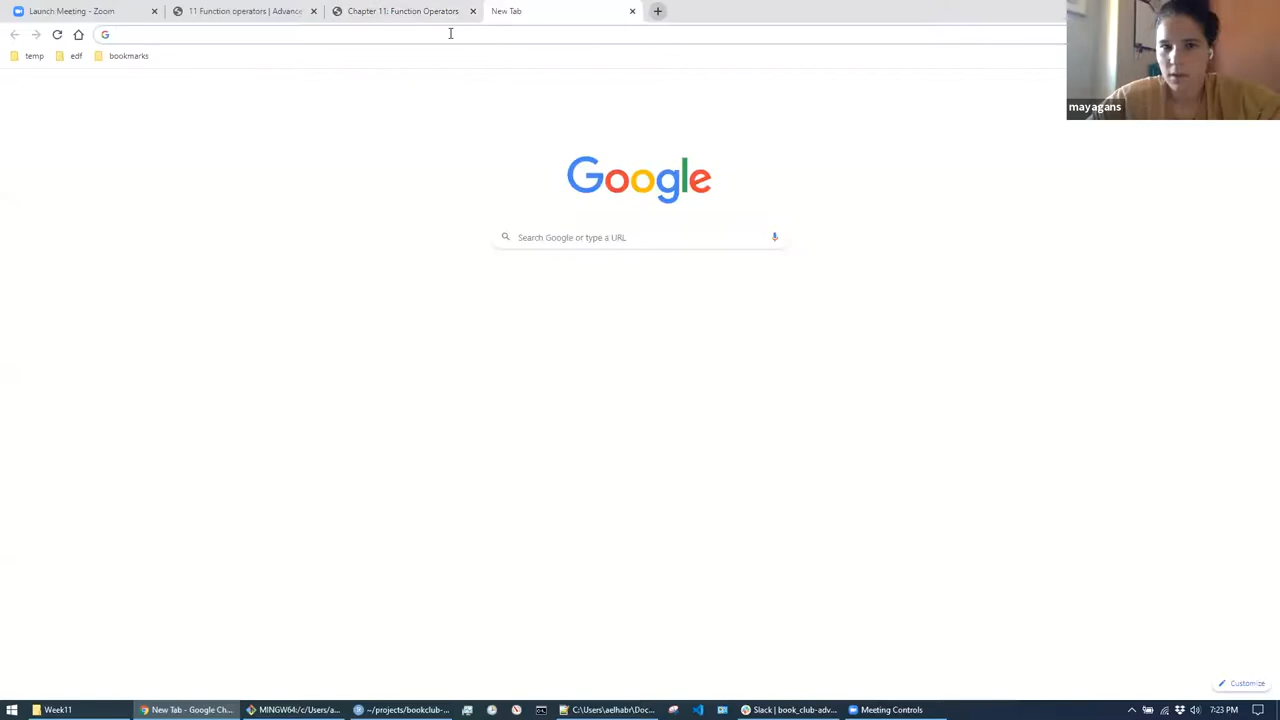 Launch Meeting - Zoom
11 Function operators | Advance
Chapter 11: Function Operators
New Tab
temp
edf
bookmarks
mayagans
Google
Search Google or type a URL
Customize
Week11
New Tab - Google Ch...
MINGW64:/c/Users/a...
~/projects/bookclub-...
C:\Users\aelhabr\Doc...
Slack | book_club-adv...
Meeting Controls
7:23 PM